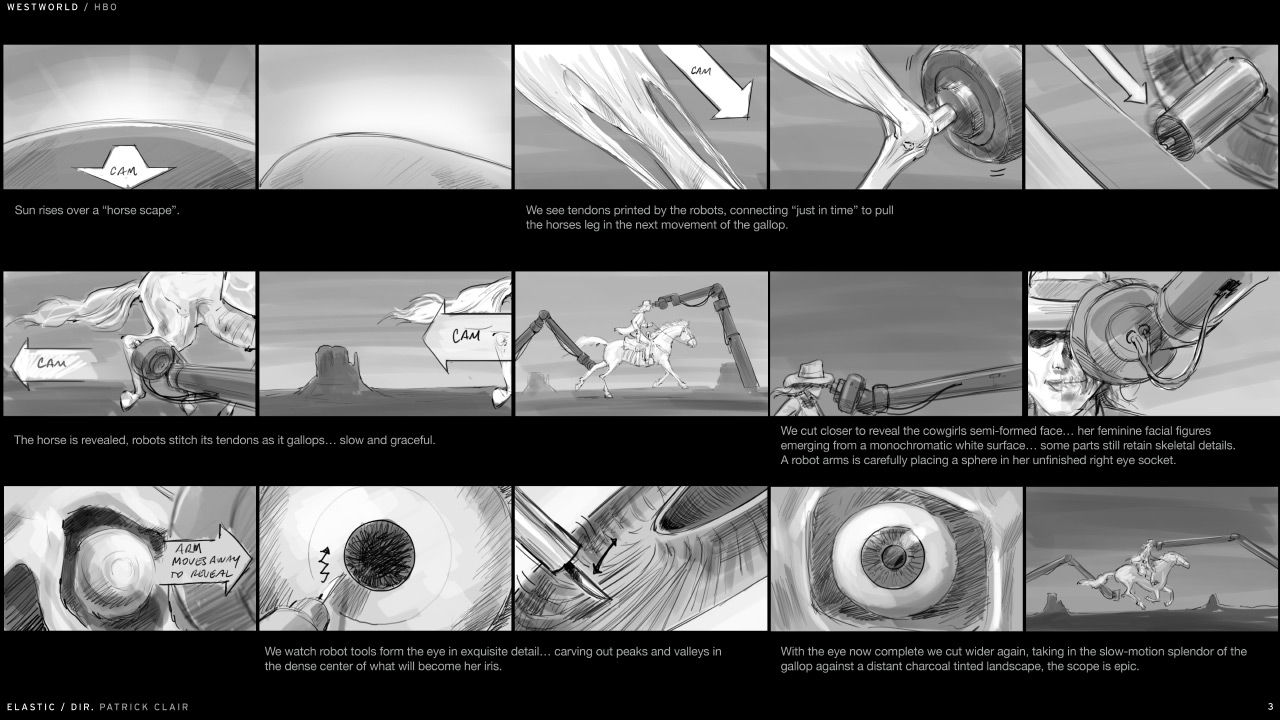 WESTWORLD / HBO
CAM
CAM
Sun rises over a “horse scape”.
We see tendons printed by the robots, connecting “just in time” to pull
the horses leg in the next movement of the gallop.
CAM
CAM
The horse is revealed, robots stitch its tendons as it gallops… slow and graceful.
We cut closer to reveal the cowgirls semi-formed face… her feminine facial figures
emerging from a monochromatic white surface… some parts still retain skeletal details.
A robot arms is carefully placing a sphere in her unfinished right eye socket.
ARM
MOVES AWAY
TO REVEAL
We watch robot tools form the eye in exquisite detail… carving out peaks and valleys in
the dense center of what will become her iris.
With the eye now complete we cut wider again, taking in the slow-motion splendor of the
gallop against a distant charcoal tinted landscape, the scope is epic.
ELASTIC / DIR. PATRICK CLAIR
3